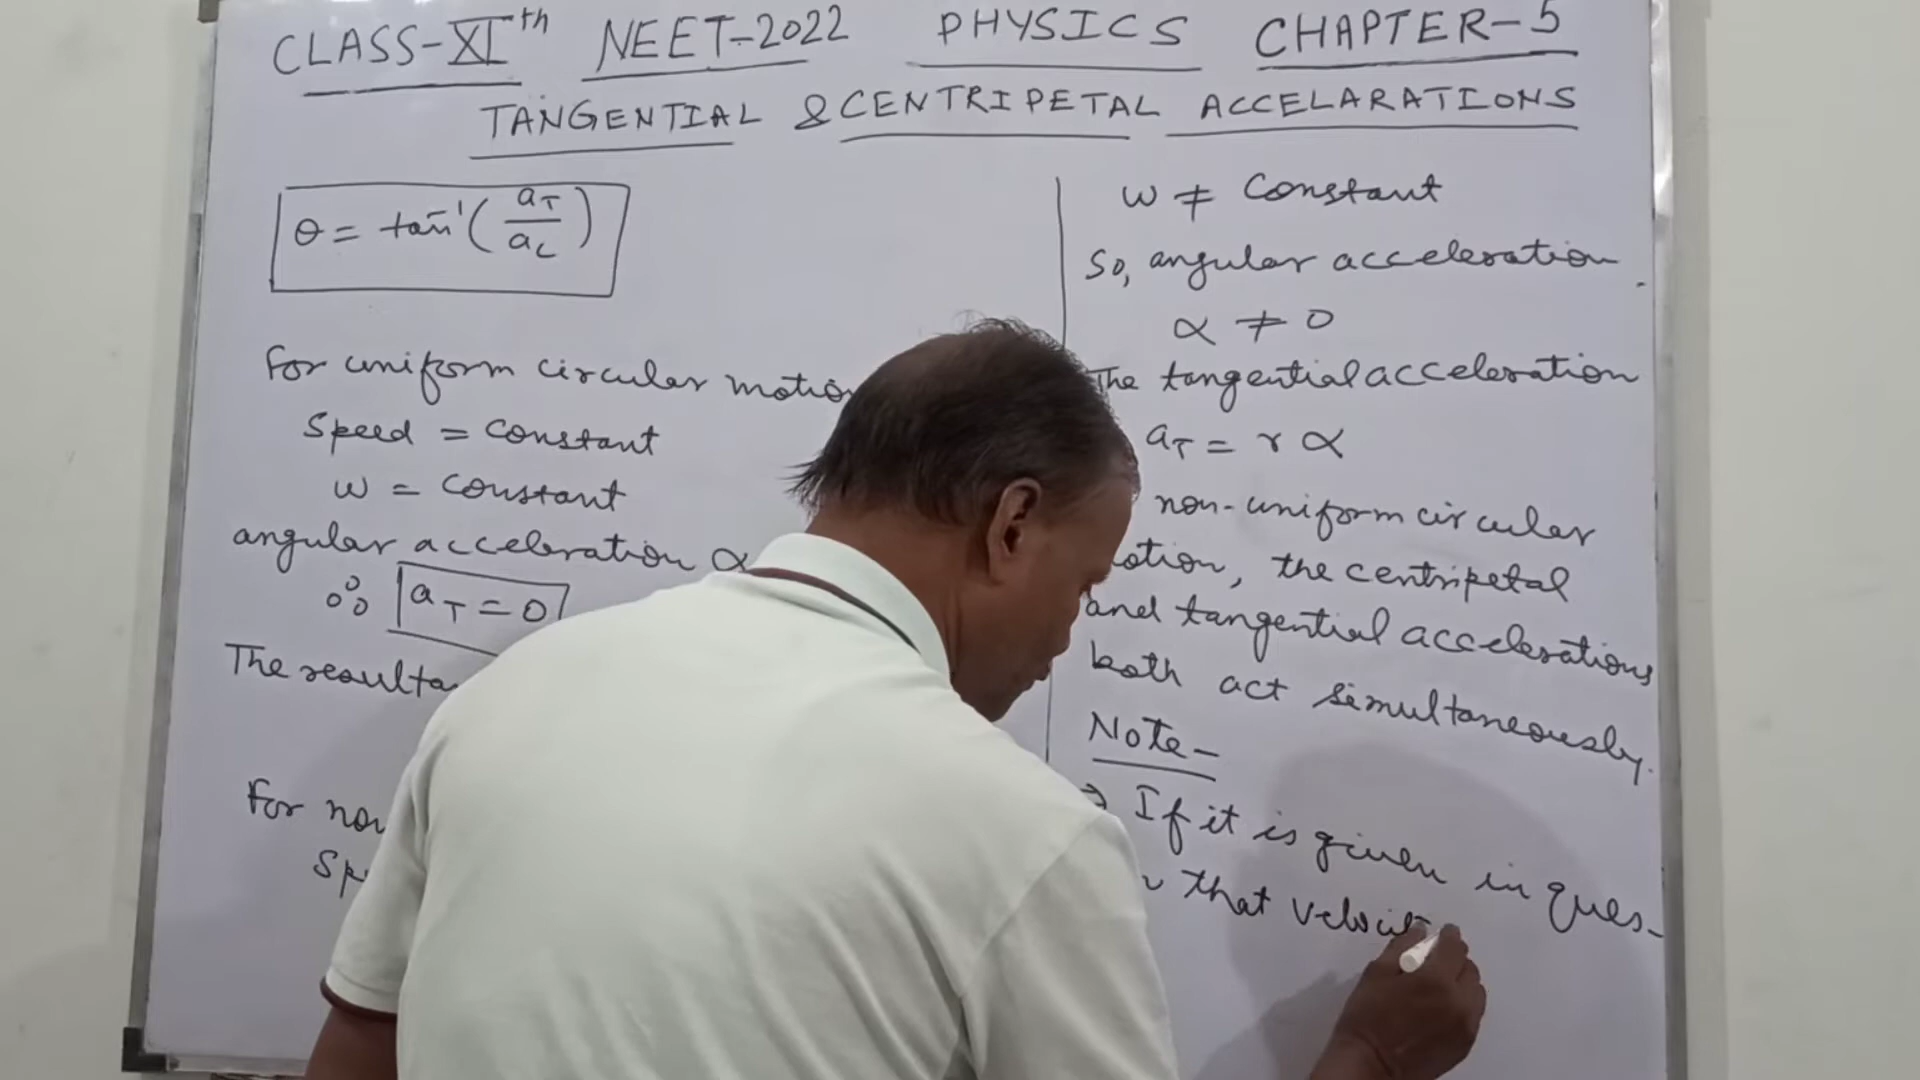 CLASS-XIth NEET-2022 PHYSICS CHAPTER-5
TANGENTIAL & CENTRIPETAL ACCELARATIONS
θ = tan⁻¹(aT/aC)
For uniform circular motion
Speed = constant
ω = constant
angular acceleration α
∴ aT = 0
The resulta
For non
Sp
ω ≠ Constant
So, angular acceleration
α ≠ 0
The tangential acceleration
aT = r α
non-uniform circular
otion, the centripetal
and tangential accelerations
both act simultaneously.
Note-
→ If it is given in ques-
that velocit